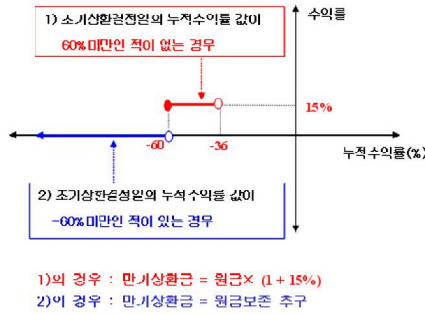 1) 조기상환결정일의 누적수익률 값이
60%미만인 적이 없는 경우
수익률
15%
-60
-36
누적수익률(%)
2) 조기상환결정일의 누적수익률 값이
-60%미만인 적이 있는 경우
1)의 경우 : 만기상환금 = 원금× (1 + 15%)
2)의 경우 : 만기상환금 = 원금보존 추구